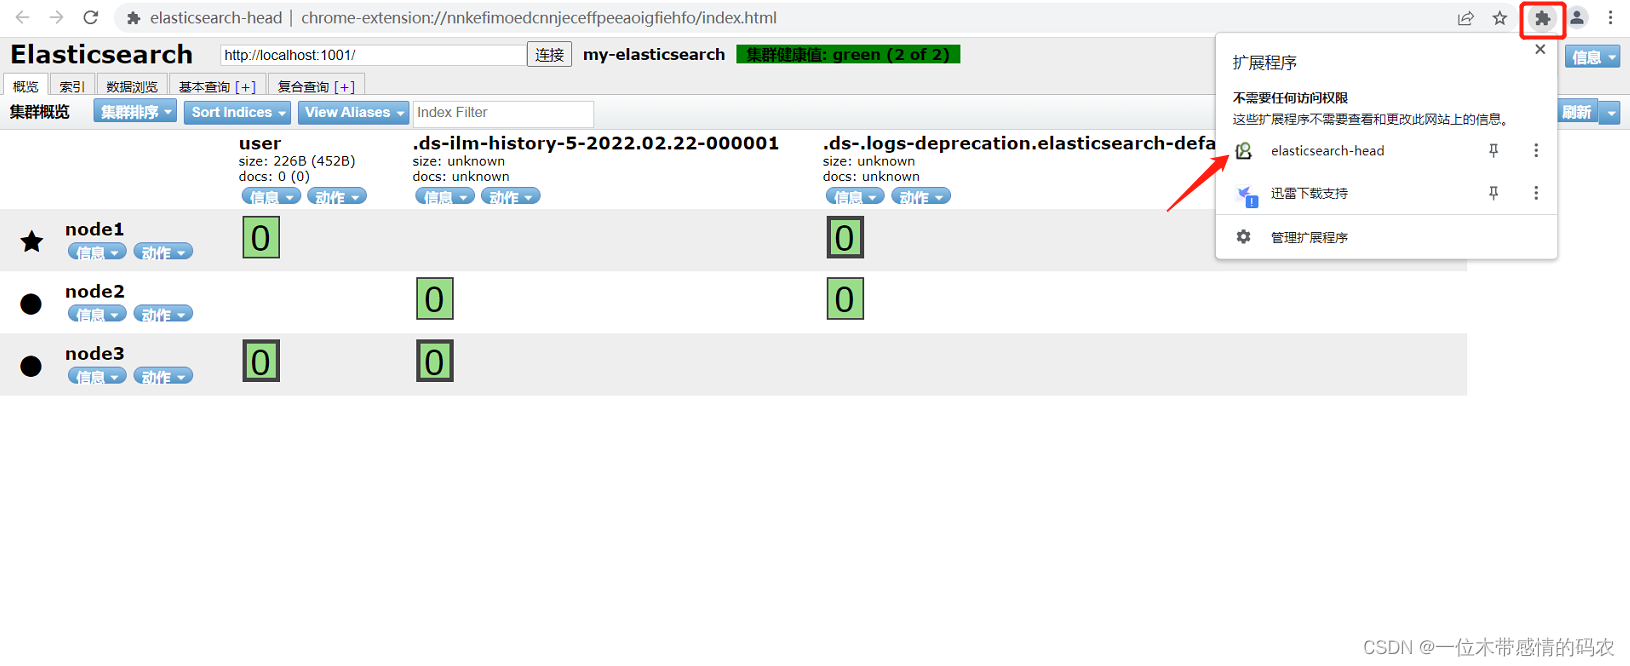 elasticsearch-head | chrome-extension://nnkefimoedcnnjeceffpeeaoigfiehfo/index.html
Elasticsearch http://localhost:1001/ 连接 my-elasticsearch 集群健康值: green (2 of 2) 信息
概览 索引 数据浏览 基本查询 [+] 复合查询 [+]
集群概览 集群排序 Sort Indices View Aliases Index Filter 刷新
扩展程序
不需要任何访问权限
这些扩展程序不需要查看和更改此网站上的信息。
elasticsearch-head
迅雷下载支持
管理扩展程序
user .ds-ilm-history-5-2022.02.22-000001 .ds-.logs-deprecation.elasticsearch-defa
size: 226B (452B) size: unknown size: unknown
docs: 0 (0) docs: unknown docs: unknown
信息 动作 信息 动作 信息 动作
node1 0 0
信息 动作
node2 0 0
信息 动作
node3 0 0
信息 动作
CSDN @一位木带感情的码农